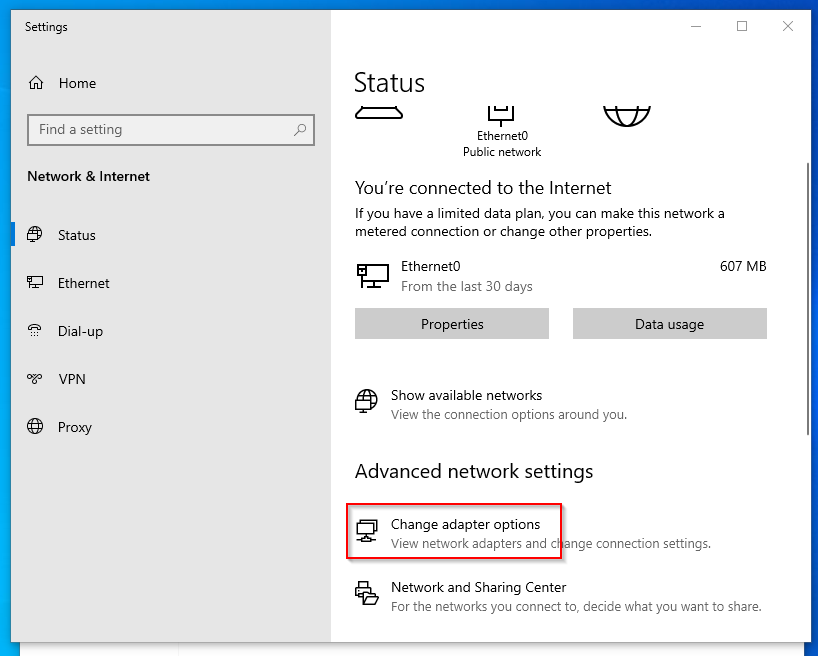 Settings
Home
Find a setting
Network & Internet
Status
Ethernet
Dial-up
VPN
Proxy
Status
Ethernet0
Public network
You're connected to the Internet
If you have a limited data plan, you can make this network a
metered connection or change other properties.
Ethernet0 607 MB
From the last 30 days
Properties Data usage
Show available networks
View the connection options around you.
Advanced network settings
Change adapter options
View network adapters and change connection settings.
Network and Sharing Center
For the networks you connect to, decide what you want to share.